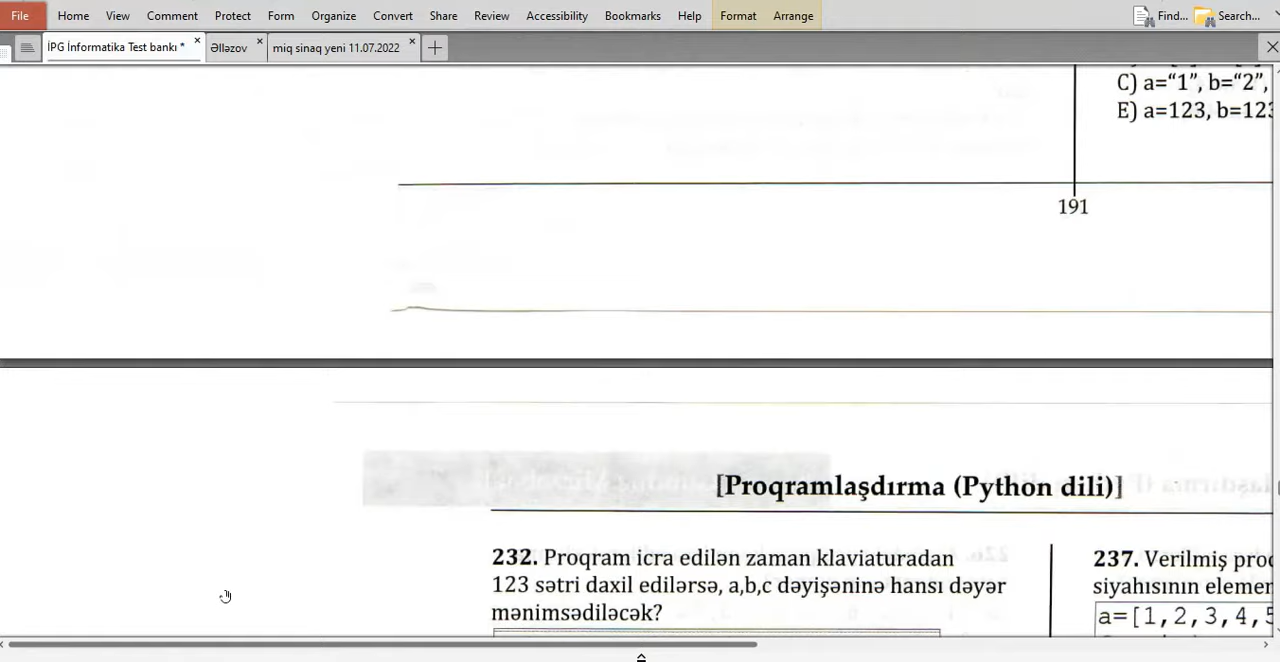 File Home View Comment Protect Form Organize Convert Share Review Accessibility Bookmarks Help Format Arrange Find... Search...
İPG İnformatika Test bankı * Əlləzov miq sinaq yeni 11.07.2022
C) a=“1”, b=“2”,
E) a=123, b=123
191
[Proqramlaşdırma (Python dili)]
232. Proqram icra edilən zaman klaviaturadan
123 sətri daxil edilərsə, a,b,c dəyişəninə hansı dəyər
mənimsədiləcək?
237. Verilmiş
siyahısının
a=[1,2,3,4,